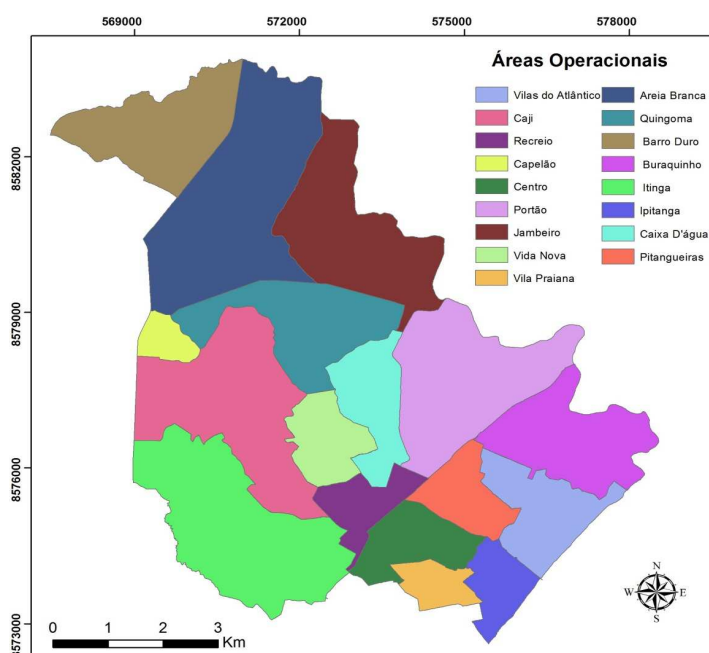 569000 572000 575000 578000
Áreas Operacionais
Vilas do Atlântico
Caji
Recreio
Capelão
Centro
Portão
Jambeiro
Vida Nova
Vila Praiana
Areia Branca
Quingoma
Barro Duro
Buraquinho
Itinga
Ipitanga
Caixa D'água
Pitangueiras
8582000
8579000
8576000
8573000
0 1 2 3
Km
N
W E
S